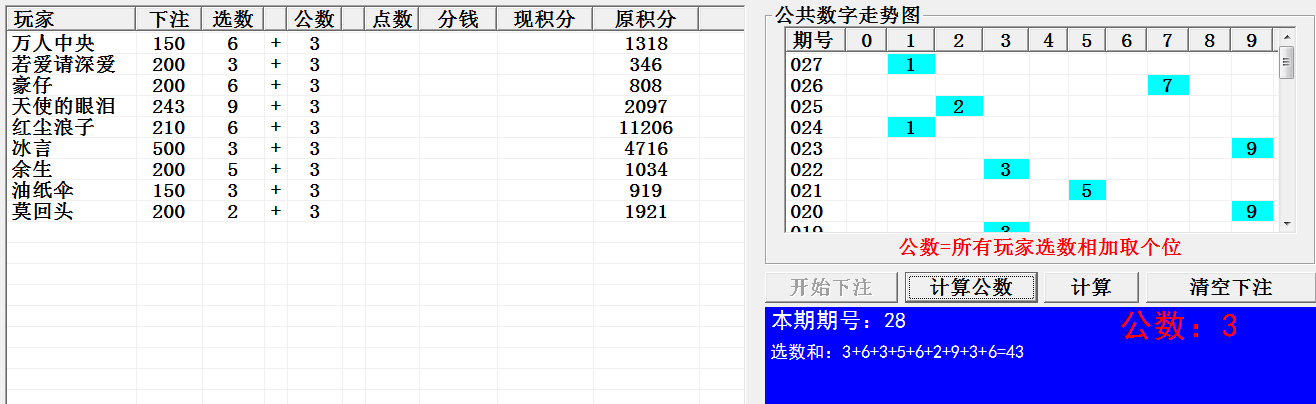 玩家 下注 选数 公数 点数 分钱 现积分 原积分
万人中央 150 6 + 3 1318
若爱请深爱 200 3 + 3 346
豪仔 200 6 + 3 808
天使的眼泪 243 9 + 3 2097
红尘浪子 210 6 + 3 11206
冰言 500 3 + 3 4716
余生 200 5 + 3 1034
油纸伞 150 3 + 3 919
莫回头 200 2 + 3 1921
公共数字走势图
期号 0 1 2 3 4 5 6 7 8 9
027 1
026 7
025 2
024 1
023 9
022 3
021 5
020 9
019 3
公数=所有玩家选数相加取个位
开始下注 计算公数 计算 清空下注
本期期号：28 公数：3
选数和：3+6+3+5+6+2+9+3+6=43